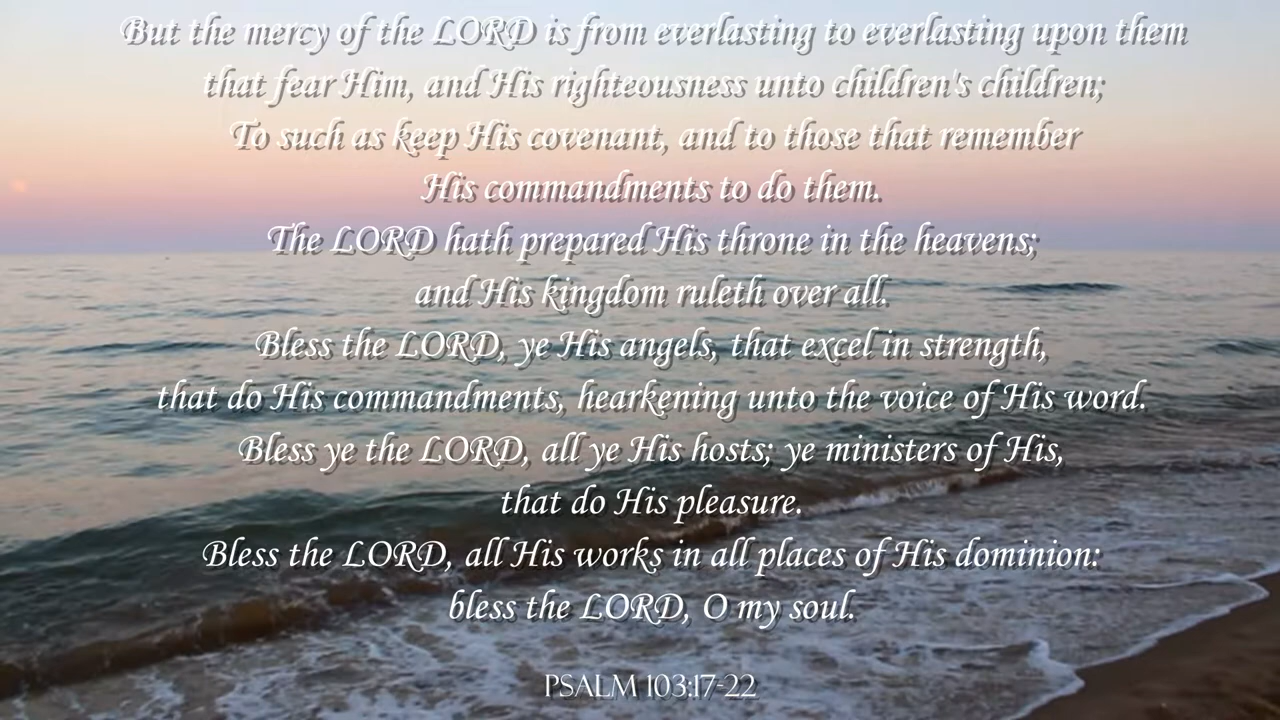 But the mercy of the LORD is from everlasting to everlasting upon them
that fear Him, and His righteousness unto children's children;
To such as keep His covenant, and to those that remember
His commandments to do them.
The LORD hath prepared His throne in the heavens;
and His kingdom ruleth over all.
Bless the LORD, ye His angels, that excel in strength,
that do His commandments, hearkening unto the voice of His word.
Bless ye the LORD, all ye His hosts; ye ministers of His,
that do His pleasure.
Bless the LORD, all His works in all places of His dominion:
bless the LORD, O my soul.
PSALM 103:17-22